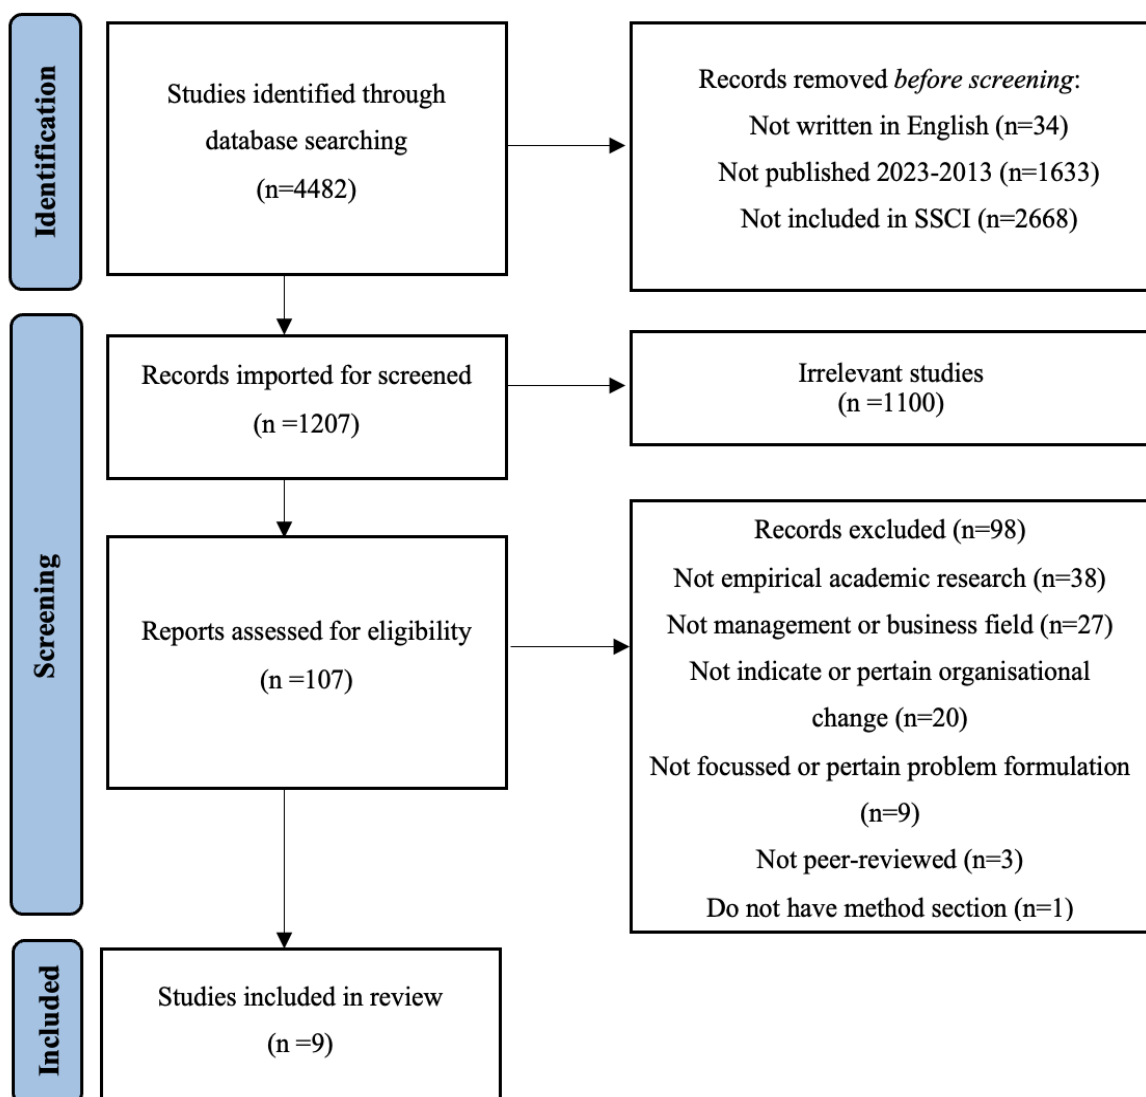 Identification
Studies identified through
database searching
(n=4482)
Records removed before screening:
Not written in English (n=34)
Not published 2023-2013 (n=1633)
Not included in SSCI (n=2668)
Screening
Records imported for screened
(n =1207)
Irrelevant studies
(n =1100)
Reports assessed for eligibility
(n =107)
Records excluded (n=98)
Not empirical academic research (n=38)
Not management or business field (n=27)
Not indicate or pertain organisational
change (n=20)
Not focussed or pertain problem formulation
(n=9)
Not peer-reviewed (n=3)
Do not have method section (n=1)
Included
Studies included in review
(n =9)